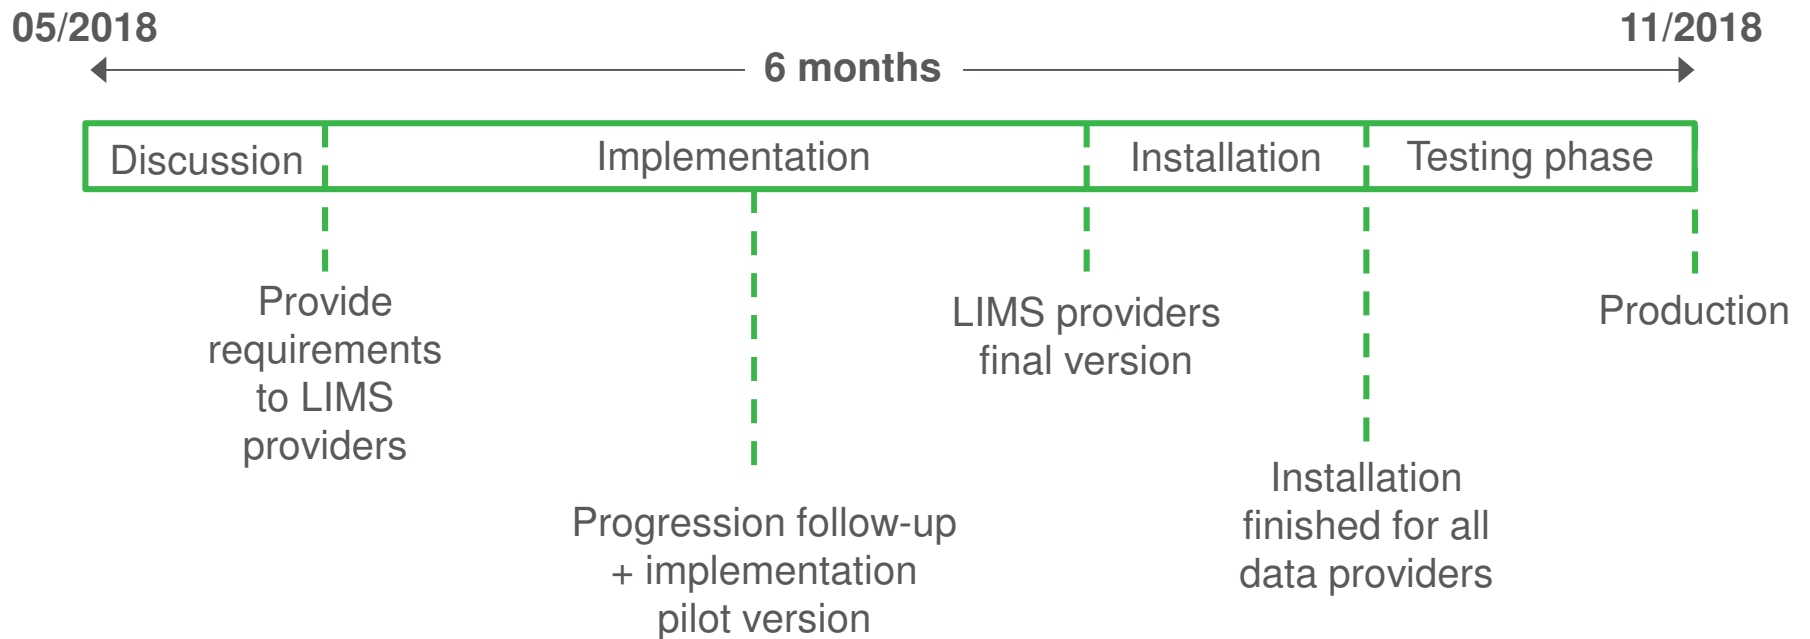 05/2018
11/2018
6 months
Discussion
Implementation
Installation
Testing phase
Provide
requirements
to LIMS
providers
Progression follow-up
+ implementation
pilot version
LIMS providers
final version
Installation
finished for all
data providers
Production